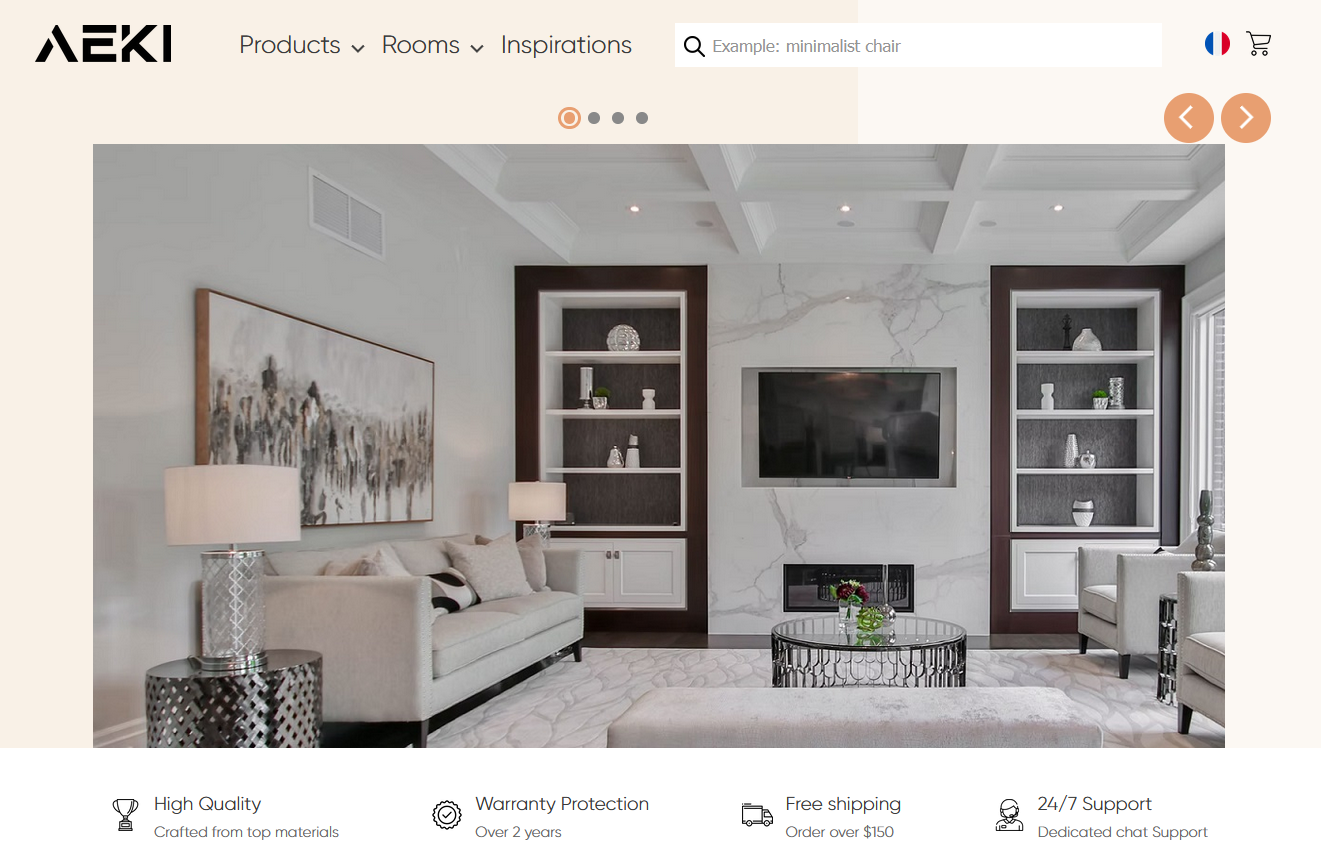 AEKI
Products Rooms Inspirations
Example: minimalist chair
High Quality
Crafted from top materials
Warranty Protection
Over 2 years
Free shipping
Order over $150
24/7 Support
Dedicated chat Support